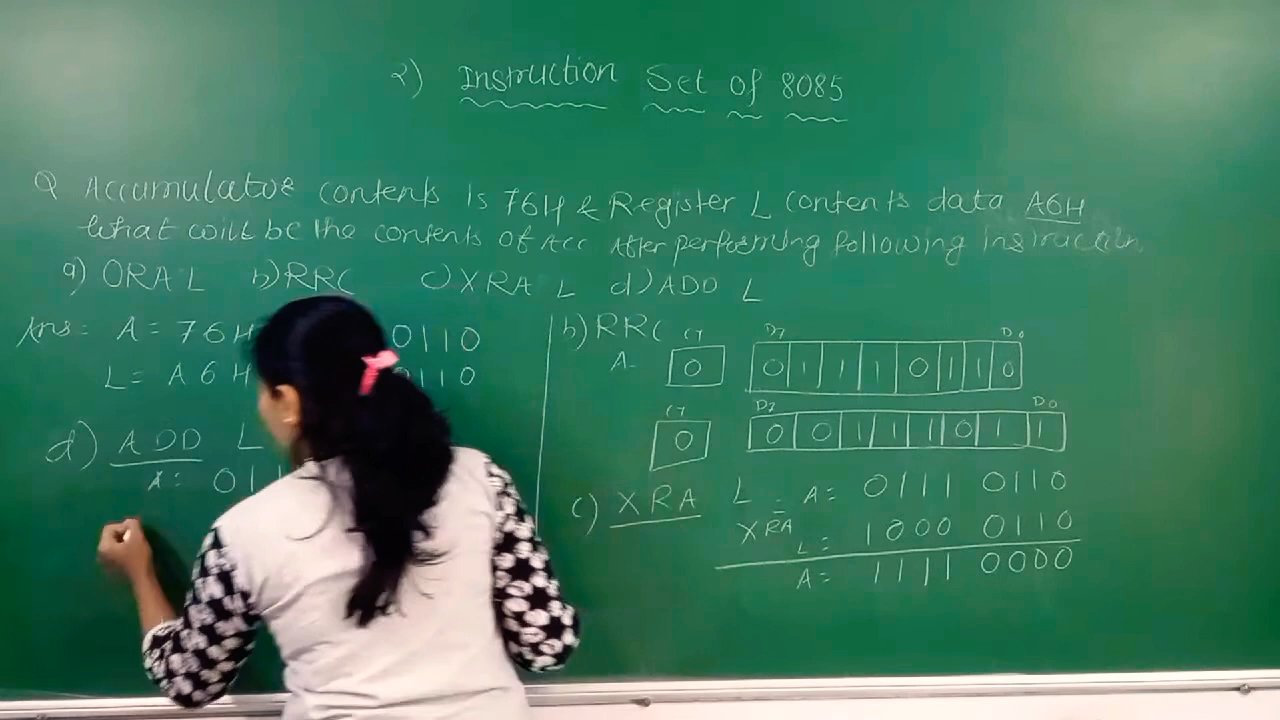 2) Instruction Set of 8085
Q Accumulator contents is 76H & Register L contents data A6H
What will be the contents of Acc After performing following instruction
a) ORA L b) RRC c) XRA L d) ADD L
Ans = A = 76H 0110
L = A6H 0110
d) ADD L
A: 011
b) RRC CY D7 D0
A- 0 0 1 1 1 0 1 1 0
CY D7 D0
0 0 0 1 1 1 0 1 1
c) XRA L - A = 0111 0110
XRA L = 1000 0110
A = 1111 0000